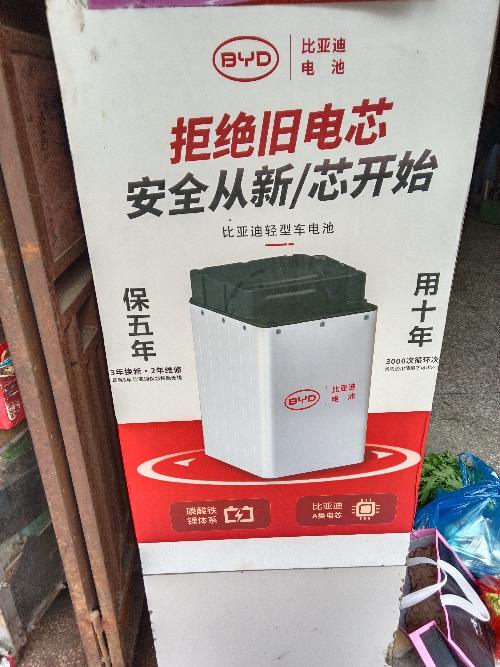 BYD
比亚迪
电 池
拒绝旧电芯
安全从新/芯开始
比亚迪轻型车电池
保五年
3年换新·2年维修
用十年
3000次循环次
BYD
比亚迪
电 池
磷酸铁
锂体系
比亚迪
A类电芯